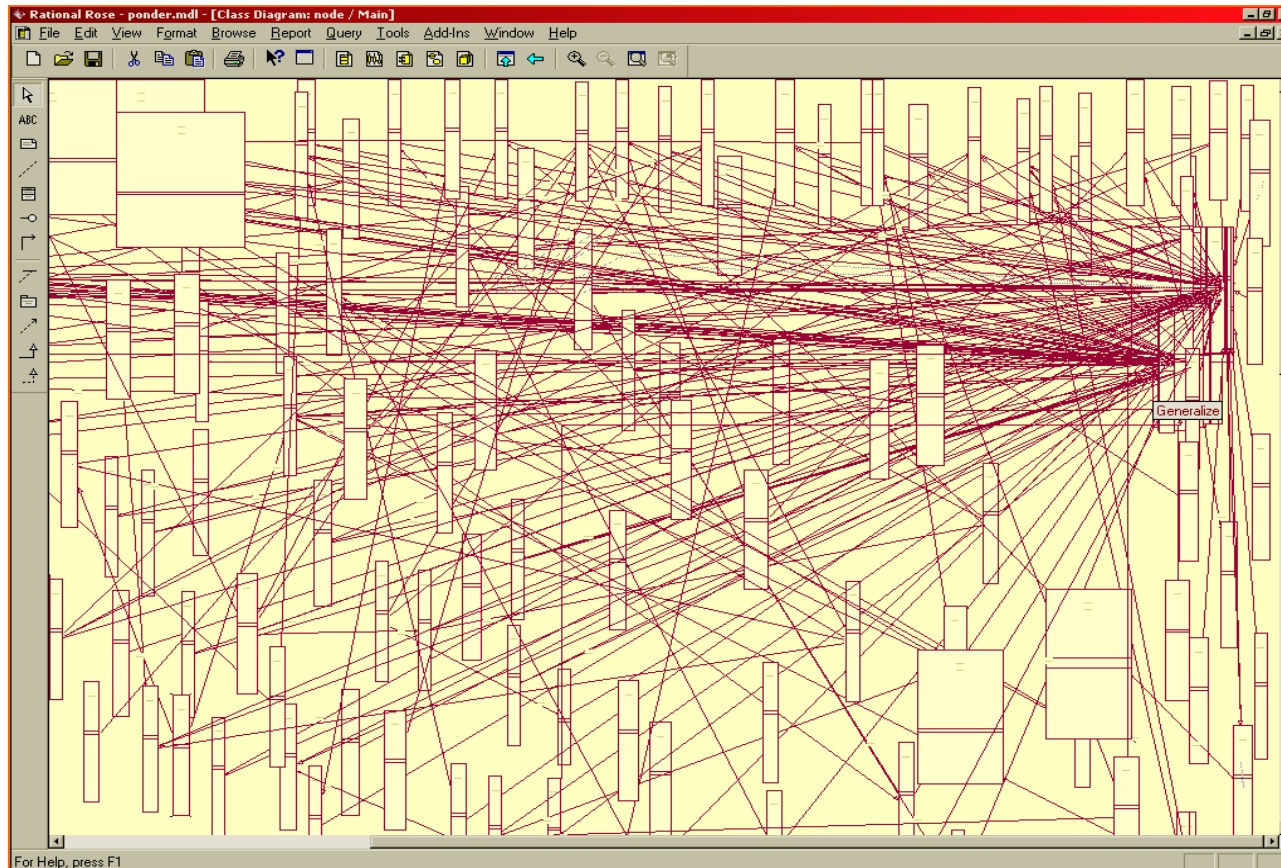 Rational Rose - ponder.mdl - [Class Diagram: node / Main]
File Edit View Format Browse Report Query Tools Add-Ins Window Help
ABC
Generalize
For Help, press F1